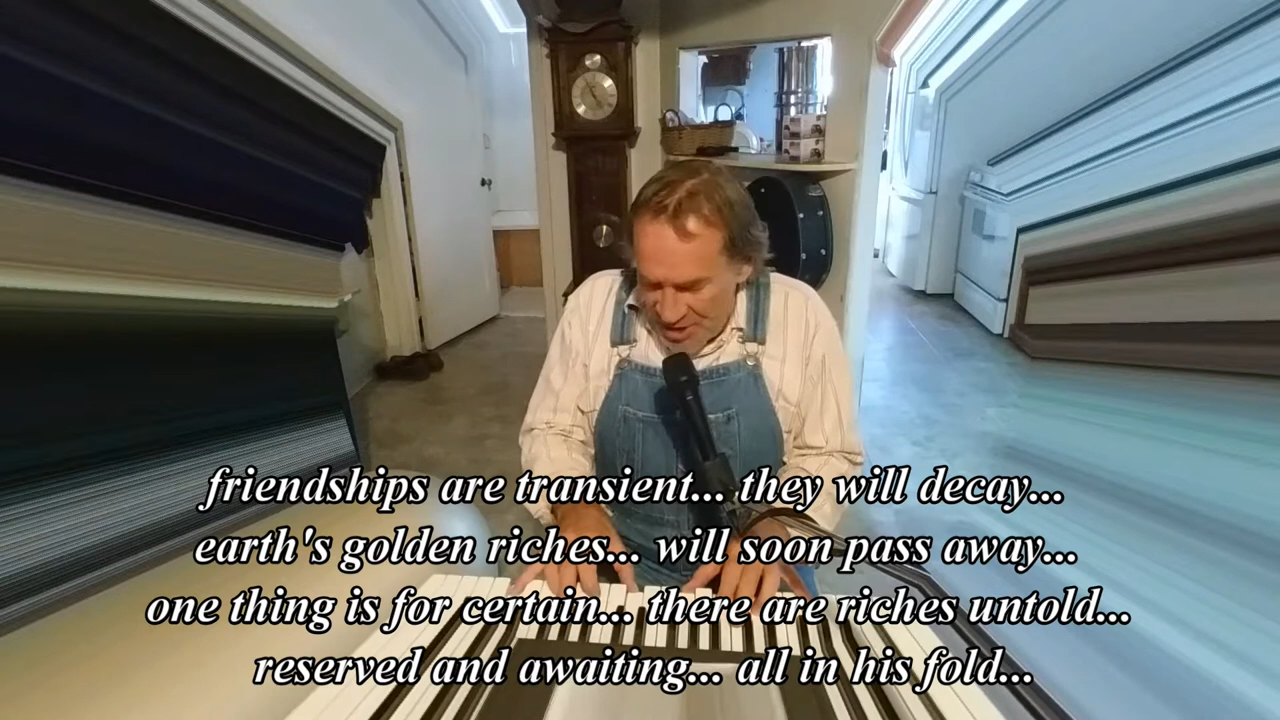 friendships are transient... they will decay...
earth's golden riches... will soon pass away...
one thing is for certain... there are riches untold...
reserved and awaiting... all in his fold...